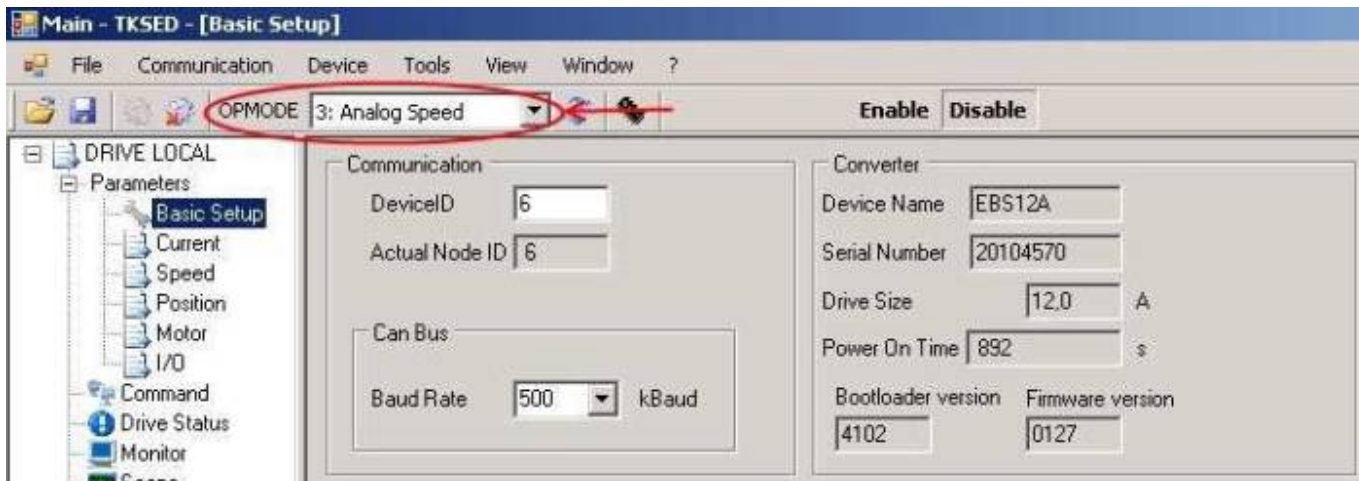 Main - TKSED - [Basic Setup]
File Communication Device Tools View Window ?
OPMODE 3: Analog Speed Enable Disable
DRIVE LOCAL
Parameters
Basic Setup
Current
Speed
Position
Motor
I/O
Command
Drive Status
Monitor
Communication
DeviceID 6
Actual Node ID 6
Can Bus
Baud Rate 500 kBaud
Converter
Device Name EBS12A
Serial Number 20104570
Drive Size 12,0 A
Power On Time 892 s
Bootloader version Firmware version
4102 0127